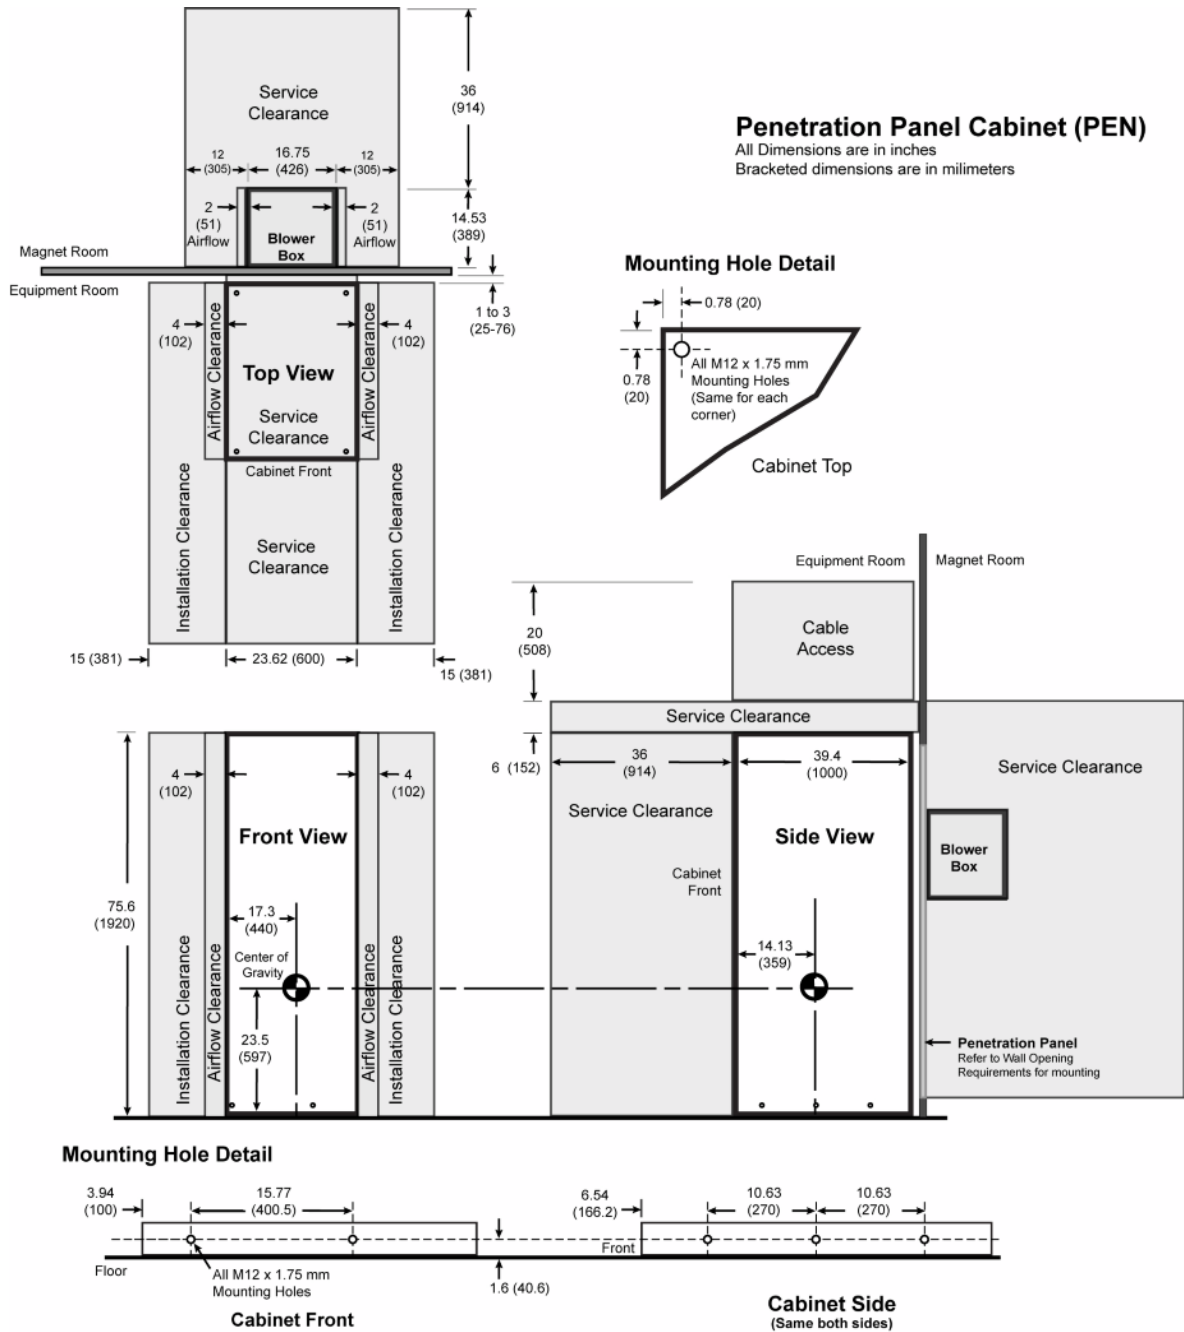 Service
Clearance
36
(914)
Penetration Panel Cabinet (PEN)
All Dimensions are in inches
Bracketed dimensions are in milimeters
12
(305)
16.75
(426)
12
(305)
2
(51)
Airflow
Blower
Box
2
(51)
Airflow
14.53
(389)
Magnet Room
Equipment Room
1 to 3
(25-76)
4
(102)
Airflow Clearance
Top View
Service
Clearance
Airflow Clearance
4
(102)
Cabinet Front
Installation Clearance
Service
Clearance
Installation Clearance
15 (381)
23.62 (600)
15 (381)
Mounting Hole Detail
0.78 (20)
0.78
(20)
All M12 x 1.75 mm
Mounting Holes
(Same for each
corner)
Cabinet Top
Equipment Room
Magnet Room
20
(508)
Cable
Access
Service Clearance
6 (152)
36
(914)
39.4
(1000)
Service Clearance
Service Clearance
Side View
Blower
Box
Cabinet
Front
14.13
(359)
Penetration Panel
Refer to Wall Opening
Requirements for mounting
4
(102)
4
(102)
Front View
75.6
(1920)
17.3
(440)
Center of
Gravity
23.5
(597)
Installation Clearance
Airflow Clearance
Airflow Clearance
Installation Clearance
Mounting Hole Detail
3.94
(100)
15.77
(400.5)
Floor
All M12 x 1.75 mm
Mounting Holes
Cabinet Front
1.6 (40.6)
6.54
(166.2)
10.63
(270)
10.63
(270)
Front
Cabinet Side
(Same both sides)